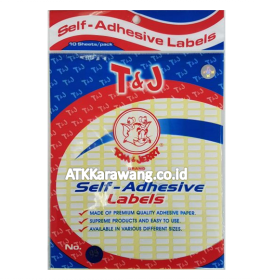 Self-Adhesive Labels
10 Sheets/pack
T&J
TOM & JERRY
BRAND
ATKKarawang.co.id
Self-Adhesive
Labels
✓ MADE OF PREMIUM QUALITY ADHESIVE PAPER.
✓ SUPREME PRODUCTS AND EASY TO USE.
✓ AVAILABLE IN VARIOUS DIFFERENT SIZES.
No.